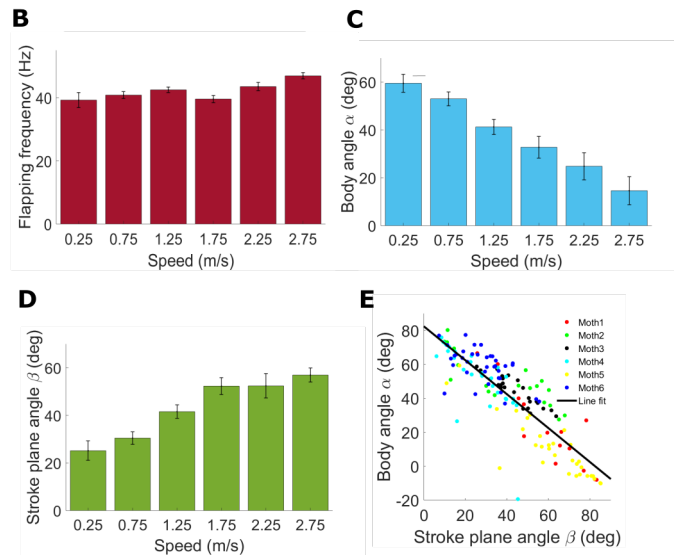 B
Flapping frequency (Hz)
40
20
0
0.25 0.75 1.25 1.75 2.25 2.75
Speed (m/s)
C
Body angle α (deg)
60
40
20
0
0.25 0.75 1.25 1.75 2.25 2.75
Speed (m/s)
D
Stroke plane angle β (deg)
60
40
20
0
0.25 0.75 1.25 1.75 2.25 2.75
Speed (m/s)
E
Body angle α (deg)
80
60
40
20
0
-20
0 20 40 60 80
Stroke plane angle β (deg)
Moth1
Moth2
Moth3
Moth4
Moth5
Moth6
Line fit